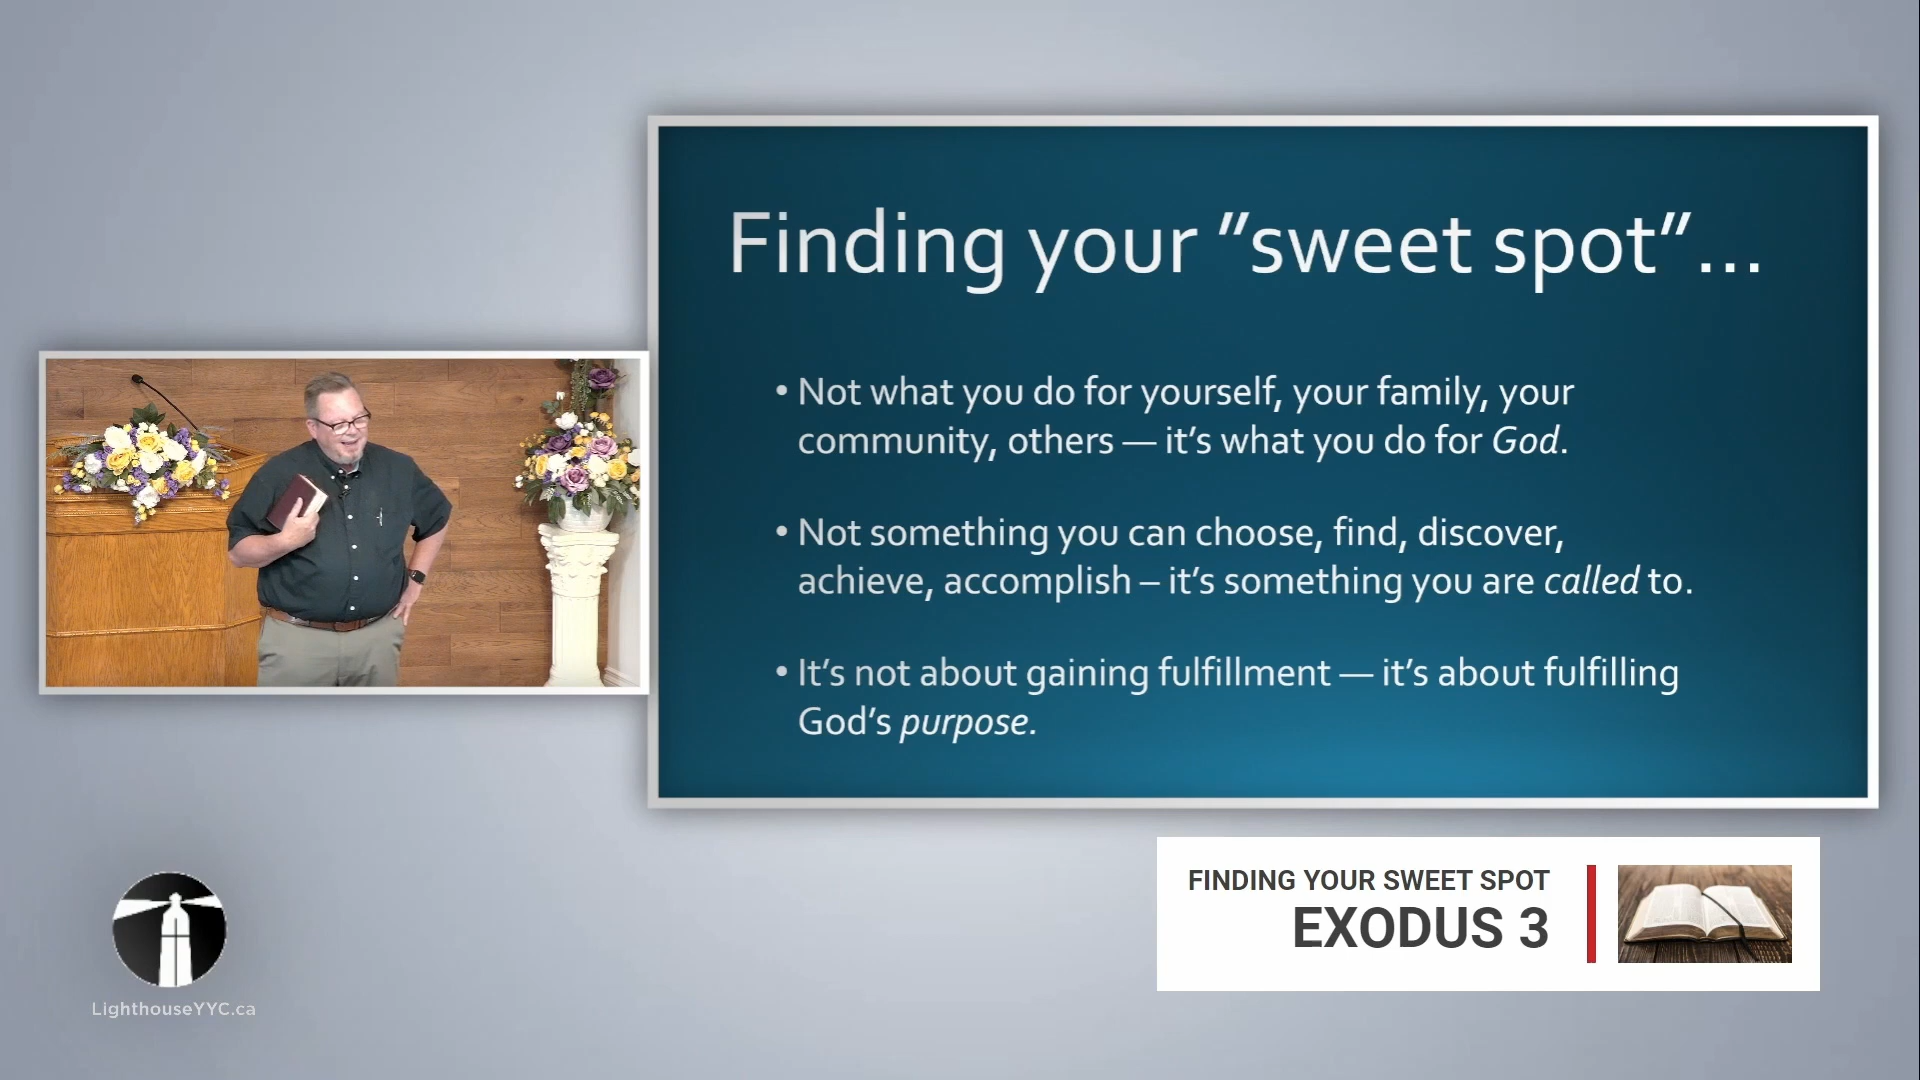 Finding your "sweet spot"...
• Not what you do for yourself, your family, your
community, others — it's what you do for God.
• Not something you can choose, find, discover,
achieve, accomplish – it's something you are called to.
• It's not about gaining fulfillment — it's about fulfilling
God's purpose.
FINDING YOUR SWEET SPOT
EXODUS 3
LighthouseYYC.ca